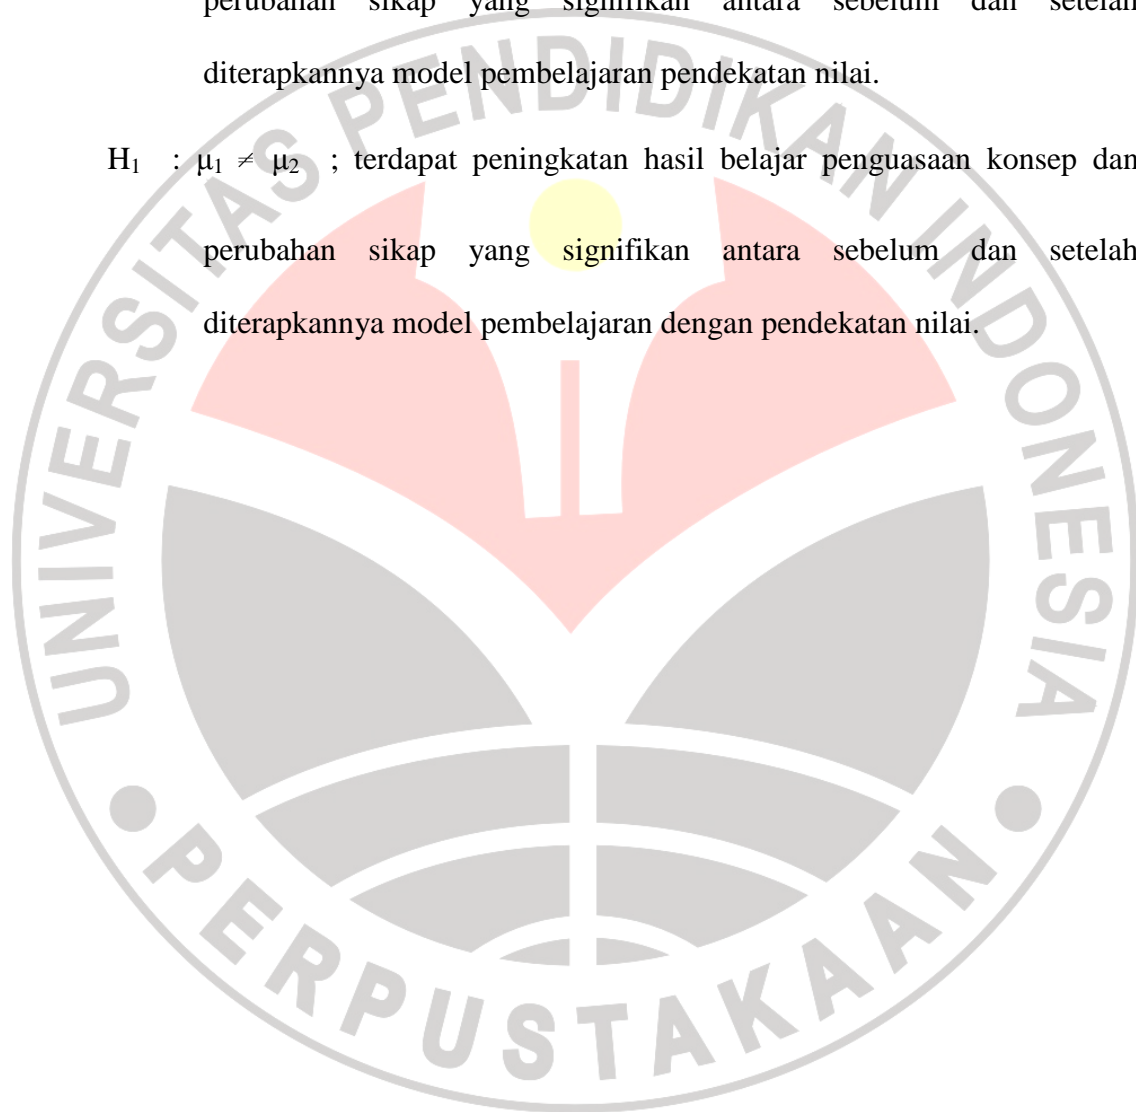 perubahan sikap yang signifikan antara sebelum dan setelah
diterapkannya model pembelajaran pendekatan nilai.
H₁ : μ₁ ≠ μ₂ ; terdapat peningkatan hasil belajar penguasaan konsep dan
perubahan sikap yang signifikan antara sebelum dan setelah
diterapkannya model pembelajaran dengan pendekatan nilai.
UNIVERSITAS PENDIDIKAN INDONESIA
PERPUSTAKAAN